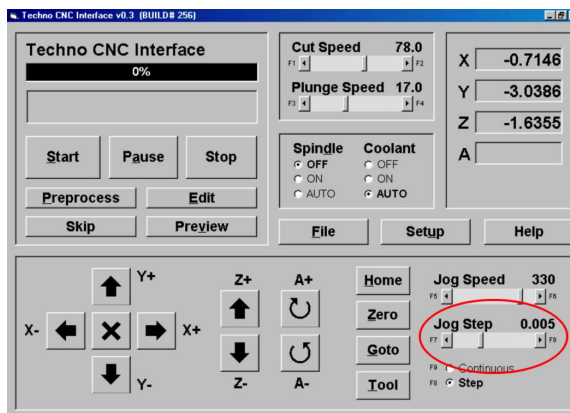 Techno CNC Interface v0.3 (BUILD# 256)
Techno CNC Interface
0%
Start Pause Stop
Preprocess Edit
Skip Preview
Cut Speed 78.0
F1 F2
Plunge Speed 17.0
F3 F4
Spindle Coolant
OFF OFF
ON ON
AUTO AUTO
X -0.7146
Y -3.0386
Z -1.6355
A
File Setup Help
Y+
X- X+
Y-
Z+ A+
Z- A-
Home
Zero
Goto
Tool
Jog Speed 330
F5 F6
Jog Step 0.005
F7 F8
F9 Continuous
F8 Step